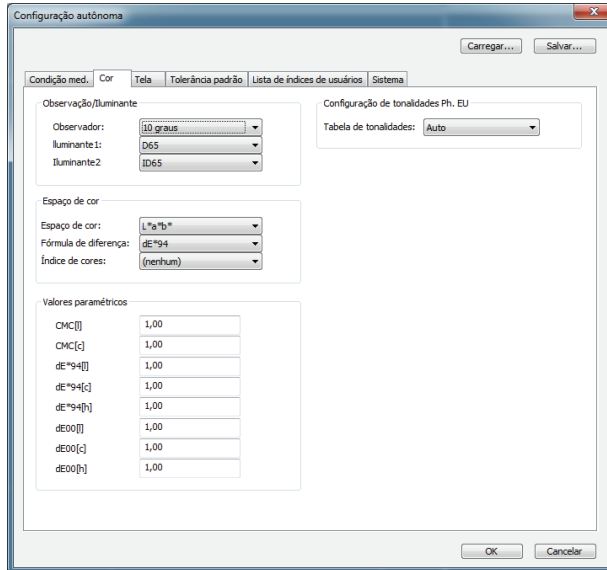 Configuração autônoma
Carregar... Salvar...
Condição med. Cor Tela Tolerância padrão Lista de índices de usuários Sistema
Observação/Iluminante
Observador: 10 graus
Iluminante1: D65
Iluminante2 ID65
Configuração de tonalidades Ph. EU
Tabela de tonalidades: Auto
Espaço de cor
Espaço de cor: L*a*b*
Fórmula de diferença: dE*94
Índice de cores: (nenhum)
Valores paramétricos
CMC[l] 1,00
CMC[c] 1,00
dE*94[l] 1,00
dE*94[c] 1,00
dE*94[h] 1,00
dE00[l] 1,00
dE00[c] 1,00
dE00[h] 1,00
OK Cancelar